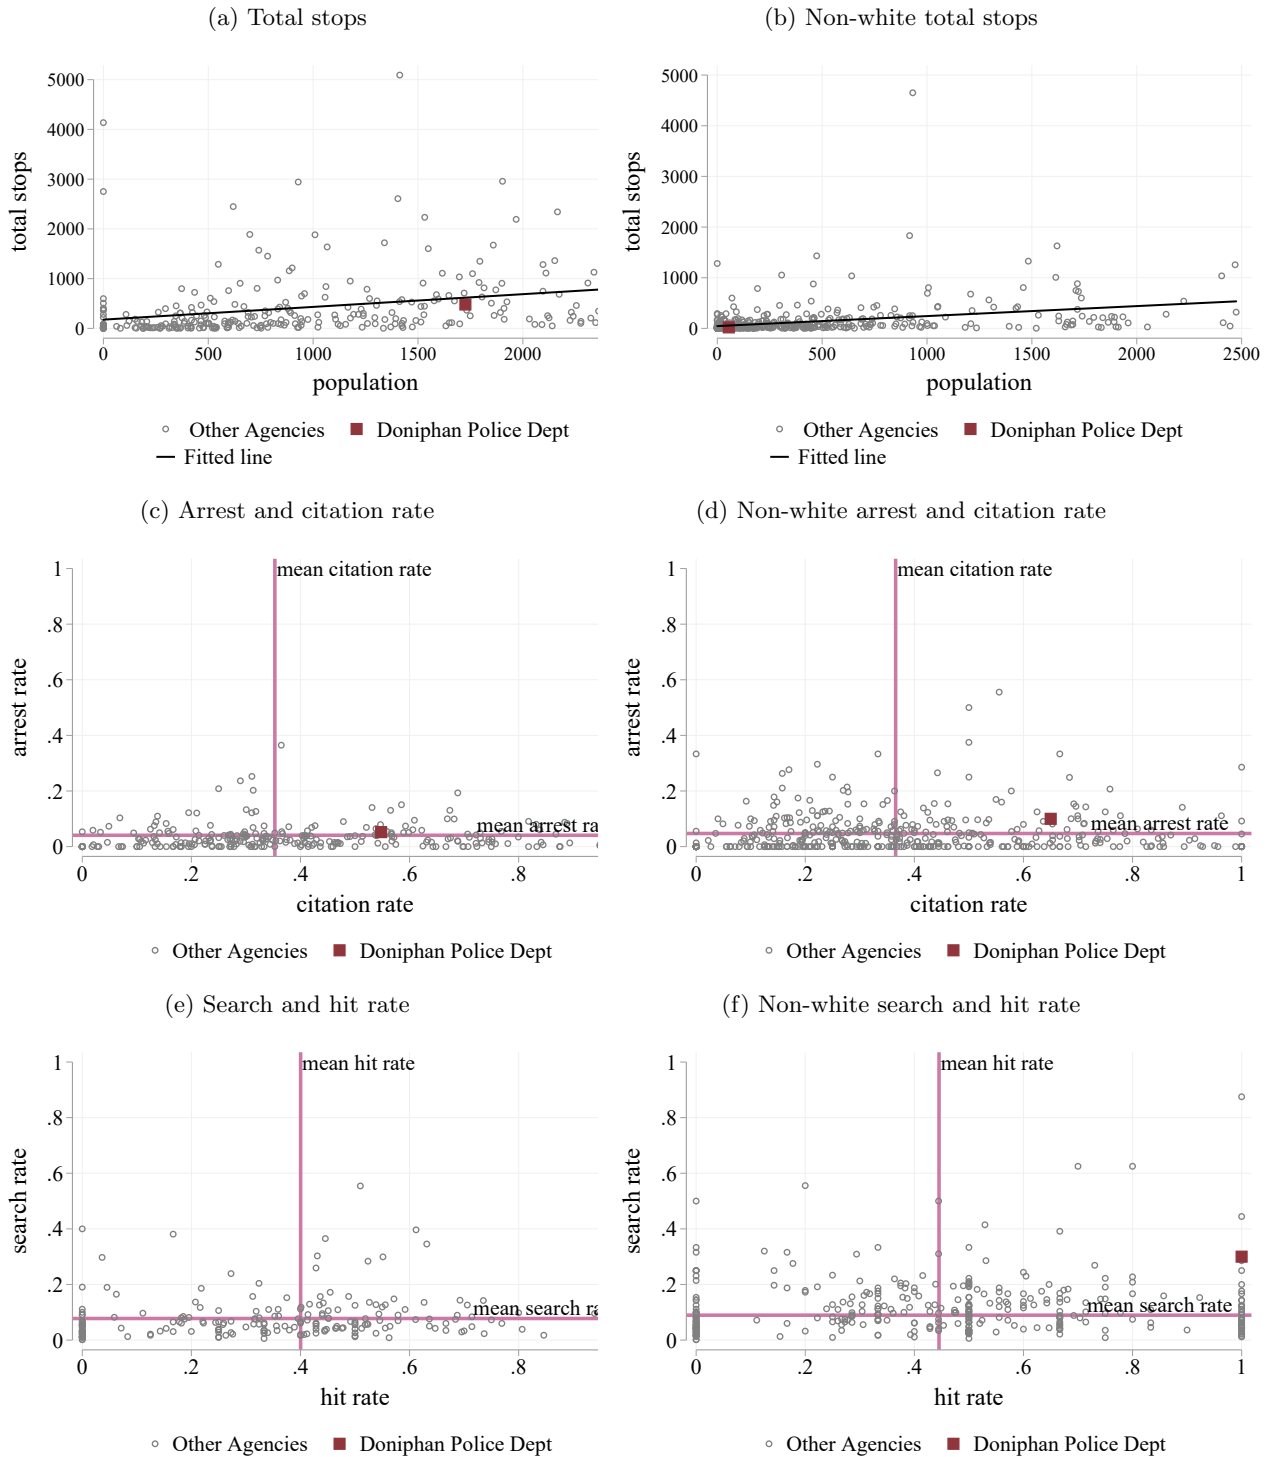 (a) Total stops
(b) Non-white total stops
total stops
5000
4000
3000
2000
1000
0
0 500 1000 1500 2000
population
Other Agencies Doniphan Police Dept
Fitted line
total stops
5000
4000
3000
2000
1000
0
0 500 1000 1500 2000 2500
population
Other Agencies Doniphan Police Dept
Fitted line
(c) Arrest and citation rate
(d) Non-white arrest and citation rate
arrest rate
1
.8
.6
.4
.2
0
mean citation rate
mean arrest ra
0 .2 .4 .6 .8
citation rate
Other Agencies Doniphan Police Dept
arrest rate
1
.8
.6
.4
.2
0
mean citation rate
mean arrest rate
0 .2 .4 .6 .8 1
citation rate
Other Agencies Doniphan Police Dept
(e) Search and hit rate
(f) Non-white search and hit rate
search rate
1
.8
.6
.4
.2
0
mean hit rate
mean search ra
0 .2 .4 .6 .8
hit rate
Other Agencies Doniphan Police Dept
search rate
1
.8
.6
.4
.2
0
mean hit rate
mean search rate
0 .2 .4 .6 .8 1
hit rate
Other Agencies Doniphan Police Dept